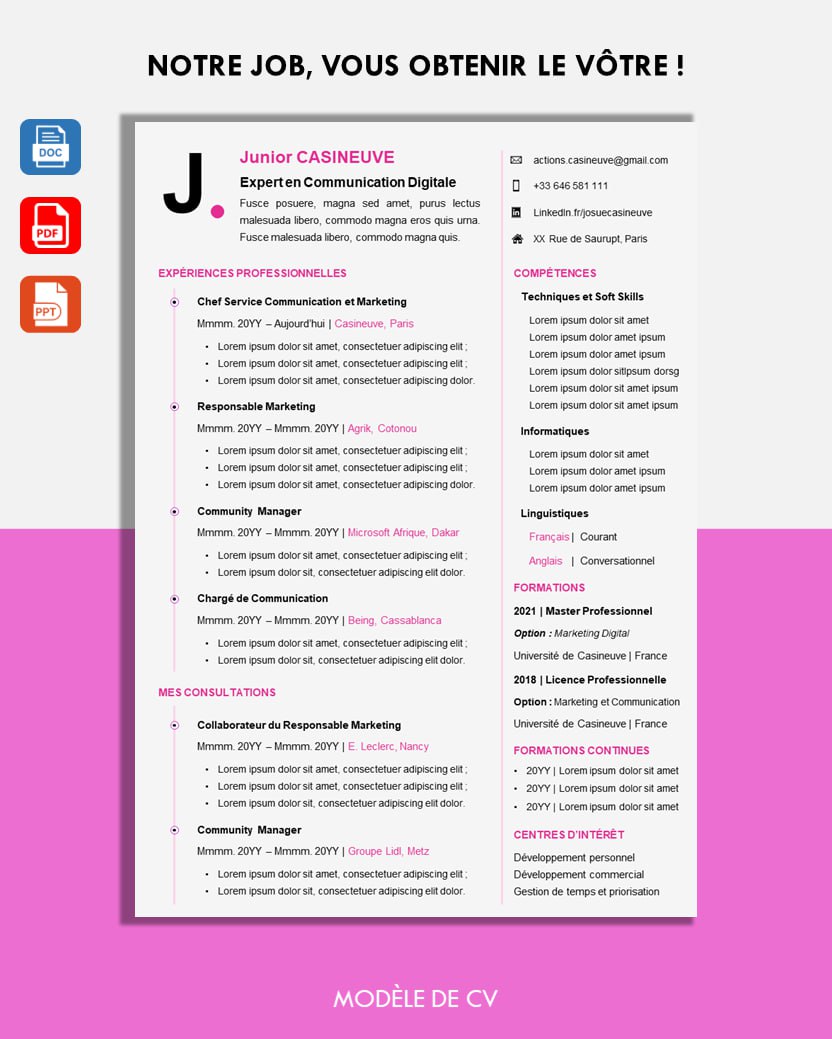 NOTRE JOB, VOUS OBTENIR LE VÔTRE !
DOC
PDF
PPT
J.
Junior CASINEUVE
Expert en Communication Digitale
Fusce posuere, magna sed amet, purus lectus
malesuada libero, commodo magna eros quis urna.
Fusce malesuada libero, commodo magna quis.
actions.casineuve@gmail.com
+33 646 581 111
LinkedIn.fr/josuecasineuve
XX Rue de Saurupt, Paris
EXPÉRIENCES PROFESSIONNELLES
Chef Service Communication et Marketing
Mmmm. 20YY – Aujourd'hui | Casineuve, Paris
• Lorem ipsum dolor sit amet, consectetuer adipiscing elit ;
• Lorem ipsum dolor sit amet, consectetuer adipiscing elit ;
• Lorem ipsum dolor sit amet, consectetuer adipiscing dolor.
Responsable Marketing
Mmmm. 20YY – Mmmm. 20YY | Agrik, Cotonou
• Lorem ipsum dolor sit amet, consectetuer adipiscing elit ;
• Lorem ipsum dolor sit amet, consectetuer adipiscing elit ;
• Lorem ipsum dolor sit amet, consectetuer adipiscing dolor.
Community Manager
Mmmm. 20YY – Mmmm. 20YY | Microsoft Afrique, Dakar
• Lorem ipsum dolor sit amet, consectetuer adipiscing elit ;
• Lorem ipsum dolor sit, consectetuer adipiscing elit dolor.
Chargé de Communication
Mmmm. 20YY – Mmmm. 20YY | Being, Cassablanca
• Lorem ipsum dolor sit amet, consectetuer adipiscing elit ;
• Lorem ipsum dolor sit, consectetuer adipiscing elit dolor.
MES CONSULTATIONS
Collaborateur du Responsable Marketing
Mmmm. 20YY – Mmmm. 20YY | E. Leclerc, Nancy
• Lorem ipsum dolor sit amet, consectetuer adipiscing elit ;
• Lorem ipsum dolor sit amet, consectetuer adipiscing elit ;
• Lorem ipsum dolor sit, consectetuer adipiscing elit dolor.
Community Manager
Mmmm. 20YY – Mmmm. 20YY | Groupe Lidl, Metz
• Lorem ipsum dolor sit amet, consectetuer adipiscing elit ;
• Lorem ipsum dolor sit, consectetuer adipiscing elit dolor.
COMPÉTENCES
Techniques et Soft Skills
Lorem ipsum dolor sit amet
Lorem ipsum dolor amet ipsum
Lorem ipsum dolor amet ipsum
Lorem ipsum dolor sitIpsum dorsg
Lorem ipsum dolor sit amet ipsum
Lorem ipsum dolor sit amet ipsum
Informatiques
Lorem ipsum dolor sit amet
Lorem ipsum dolor amet ipsum
Lorem ipsum dolor amet ipsum
Linguistiques
Français | Courant
Anglais | Conversationnel
FORMATIONS
2021 | Master Professionnel
Option : Marketing Digital
Université de Casineuve | France
2018 | Licence Professionnelle
Option : Marketing et Communication
Université de Casineuve | France
FORMATIONS CONTINUES
• 20YY | Lorem ipsum dolor sit amet
• 20YY | Lorem ipsum dolor sit amet
• 20YY | Lorem ipsum dolor sit amet
CENTRES D'INTÉRÊT
Développement personnel
Développement commercial
Gestion de temps et priorisation
MODÈLE DE CV